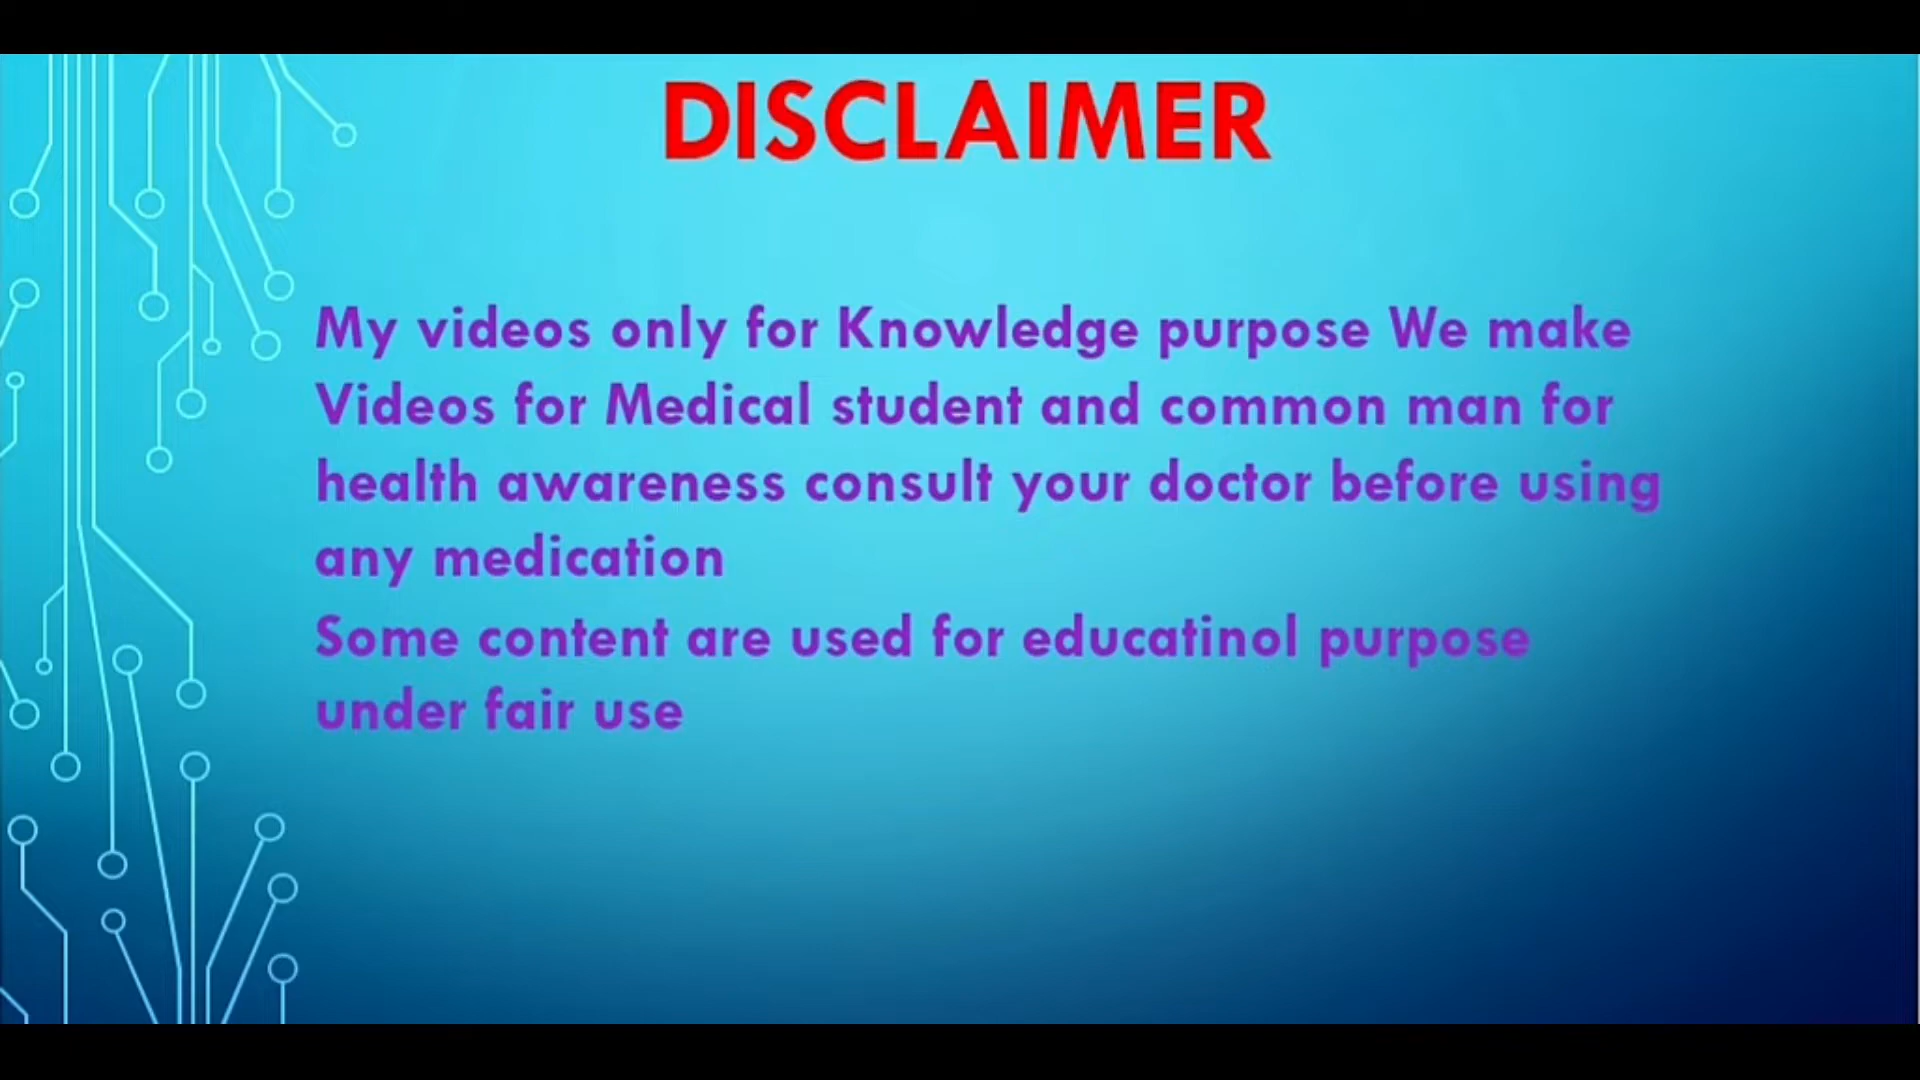 DISCLAIMER
My videos only for Knowledge purpose We make
Videos for Medical student and common man for
health awareness consult your doctor before using
any medication
Some content are used for educatinol purpose
under fair use